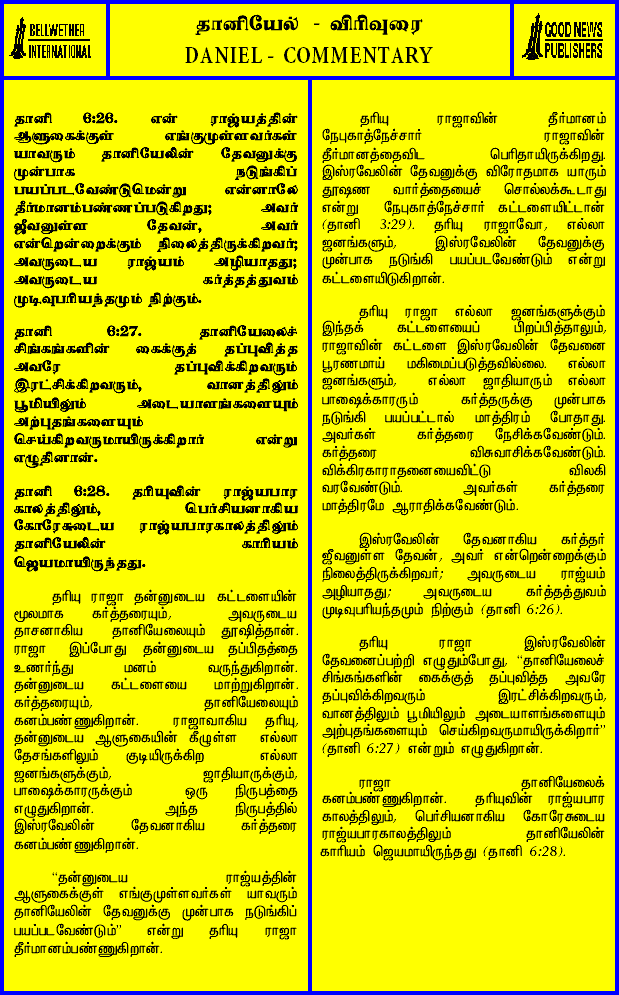 BELLWETHER
INTERNATIONAL
தானியேல் - விரிவுரை
DANIEL - COMMENTARY
GOOD NEWS
PUBLISHERS
தானி 6:26. என் ராஜ்யத்தின்
ஆளுகைக்குள் எங்குமுள்ளவர்கள்
யாவரும் தானியேலின் தேவனுக்கு
முன்பாக நடுங்கிப்
பயப்படவேண்டுமென்று என்னாலே
தீர்மானம்பண்ணப்படுகிறது; அவர்
ஜீவனுள்ள தேவன், அவர்
என்றென்றைக்கும் நிலைத்திருக்கிறவர்;
அவருடைய ராஜ்யம் அழியாதது;
அவருடைய கர்த்தத்துவம்
முடிவுபரியந்தமும் நிற்கும்.
தானி 6:27. தானியேலைச்
சிங்கங்களின் கைக்குத் தப்புவித்த
அவரே தப்புவிக்கிறவரும்
இரட்சிக்கிறவரும், வானத்திலும்
பூமியிலும் அடையாளங்களையும்
அற்புதங்களையும்
செய்கிறவருமாயிருக்கிறார் என்று
எழுதினான்.
தானி 6:28. தரியுவின் ராஜ்யபார
காலத்திலும், பெர்சியனாகிய
கோரேசுடைய ராஜ்யபாரகாலத்திலும்
தானியேலின் காரியம்
ஜெயமாயிருந்தது.
தரியு ராஜா தன்னுடைய கட்டளையின்
மூலமாக கர்த்தரையும், அவருடைய
தாசனாகிய தானியேலையும் தூஷித்தான்.
ராஜா இப்போது தன்னுடைய தப்பிதத்தை
உணர்ந்து மனம் வருந்துகிறான்.
தன்னுடைய கட்டளையை மாற்றுகிறான்.
கர்த்தரையும், தானியேலையும்
கனம்பண்ணுகிறான். ராஜாவாகிய தரியு,
தன்னுடைய ஆளுகையின் கீழுள்ள எல்லா
தேசங்களிலும் குடியிருக்கிற எல்லா
ஜனங்களுக்கும், ஜாதியாருக்கும்,
பாஷைக்காரருக்கும் ஒரு நிருபத்தை
எழுதுகிறான். அந்த நிருபத்தில்
இஸ்ரவேலின் தேவனாகிய கர்த்தரை
கனம்பண்ணுகிறான்.
“தன்னுடைய ராஜ்யத்தின்
ஆளுகைக்குள் எங்குமுள்ளவர்கள் யாவரும்
தானியேலின் தேவனுக்கு முன்பாக நடுங்கிப்
பயப்படவேண்டும்” என்று தரியு ராஜா
தீர்மானம்பண்ணுகிறான்.
தரியு ராஜாவின் தீர்மானம்
நேபுகாத்நேச்சார் ராஜாவின்
தீர்மானத்தைவிட பெரிதாயிருக்கிறது.
இஸ்ரவேலின் தேவனுக்கு விரோதமாக யாரும்
தூஷண வார்த்தையைச் சொல்லக்கூடாது
என்று நேபுகாத்நேச்சார் கட்டளையிட்டான்
(தானி 3:29). தரியு ராஜாவோ, எல்லா
ஜனங்களும், இஸ்ரவேலின் தேவனுக்கு
முன்பாக நடுங்கி பயப்படவேண்டும் என்று
கட்டளையிடுகிறான்.
தரியு ராஜா எல்லா ஜனங்களுக்கும்
இந்தக் கட்டளையைப் பிறப்பித்தாலும்,
ராஜாவின் கட்டளை இஸ்ரவேலின் தேவனை
பூரணமாய் மகிமைப்படுத்தவில்லை. எல்லா
ஜனங்களும், எல்லா ஜாதியாரும் எல்லா
பாஷைக்காரரும் கர்த்தருக்கு முன்பாக
நடுங்கி பயப்பட்டால் மாத்திரம் போதாது.
அவர்கள் கர்த்தரை நேசிக்கவேண்டும்.
கர்த்தரை விசுவாசிக்கவேண்டும்.
விக்கிரகாராதனையைவிட்டு விலகி
வரவேண்டும். அவர்கள் கர்த்தரை
மாத்திரமே ஆராதிக்கவேண்டும்.
இஸ்ரவேலின் தேவனாகிய கர்த்தர்
ஜீவனுள்ள தேவன், அவர் என்றென்றைக்கும்
நிலைத்திருக்கிறவர்; அவருடைய ராஜ்யம்
அழியாதது; அவருடைய கர்த்தத்துவம்
முடிவுபரியந்தமும் நிற்கும் (தானி 6:26).
தரியு ராஜா இஸ்ரவேலின்
தேவனைப்பற்றி எழுதும்போது, “தானியேலைச்
சிங்கங்களின் கைக்குத் தப்புவித்த அவரே
தப்புவிக்கிறவரும் இரட்சிக்கிறவரும்,
வானத்திலும் பூமியிலும் அடையாளங்களையும்
அற்புதங்களையும் செய்கிறவருமாயிருக்கிறார்”
(தானி 6:27) என்றும் எழுதுகிறான்.
ராஜா தானியேலைக்
கனம்பண்ணுகிறான். தரியுவின் ராஜ்யபார
காலத்திலும், பெர்சியனாகிய கோரேசுடைய
ராஜ்யபாரகாலத்திலும் தானியேலின்
காரியம் ஜெயமாயிருந்தது (தானி 6:28).